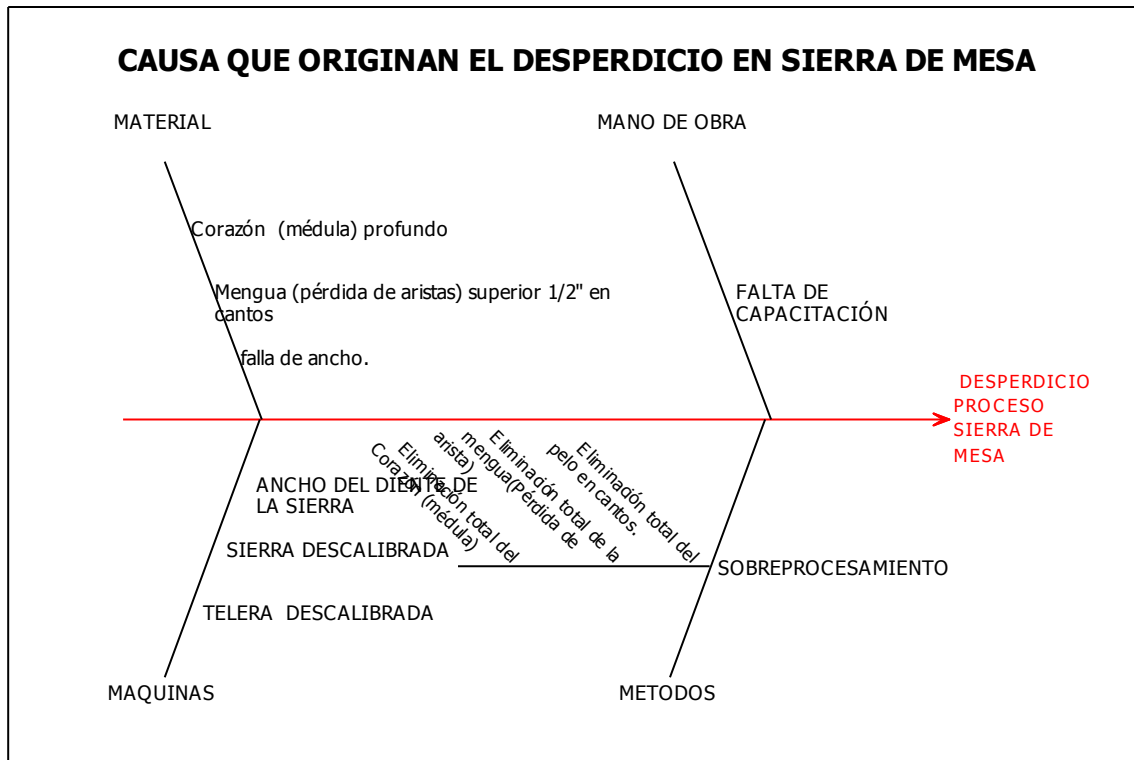 CAUSA QUE ORIGINAN EL DESPERDICIO EN SIERRA DE MESA
MATERIAL
MANO DE OBRA
Corazón (médula) profundo
Mengua (pérdida de aristas) superior 1/2" en
cantos
falla de ancho.
FALTA DE
CAPACITACIÓN
DESPERDICIO
PROCESO
SIERRA DE
MESA
ANCHO DEL DIENTE DE
LA SIERRA
SIERRA DESCALIBRADA
TELERA DESCALIBRADA
Eliminación total del
Corazón (médula)
Eliminación total de la
mengua(Pérdida de
arista)
Eliminación total del
pelo en cantos.
SOBREPROCESAMIENTO
MAQUINAS
METODOS